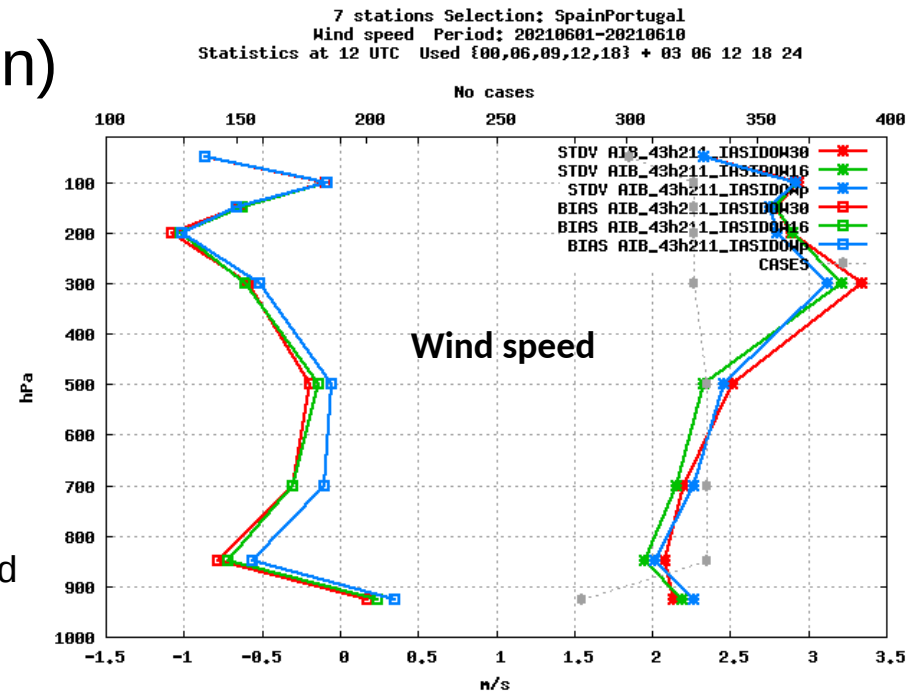 7 stations Selection: SpainPortugal
Wind speed Period: 20210601-20210610
Statistics at 12 UTC Used {00,06,09,12,18} + 03 06 12 18 24
n)
No cases
100 150 200 250 300 350 400
STDV AIB_43h211_IASIDOW30
STDV AIB_43h211_IASIDOW16
STDV AIB_43h211_IASIDOWp
BIAS AIB_43h211_IASIDOW30
BIAS AIB_43h211_IASIDOW16
BIAS AIB_43h211_IASIDOWp
CASES
100
200
300
400
Wind speed
hPa
500
600
700
800
d
900
1000
-1.5 -1 -0.5 0 0.5 1 1.5 2 2.5 3 3.5
m/s